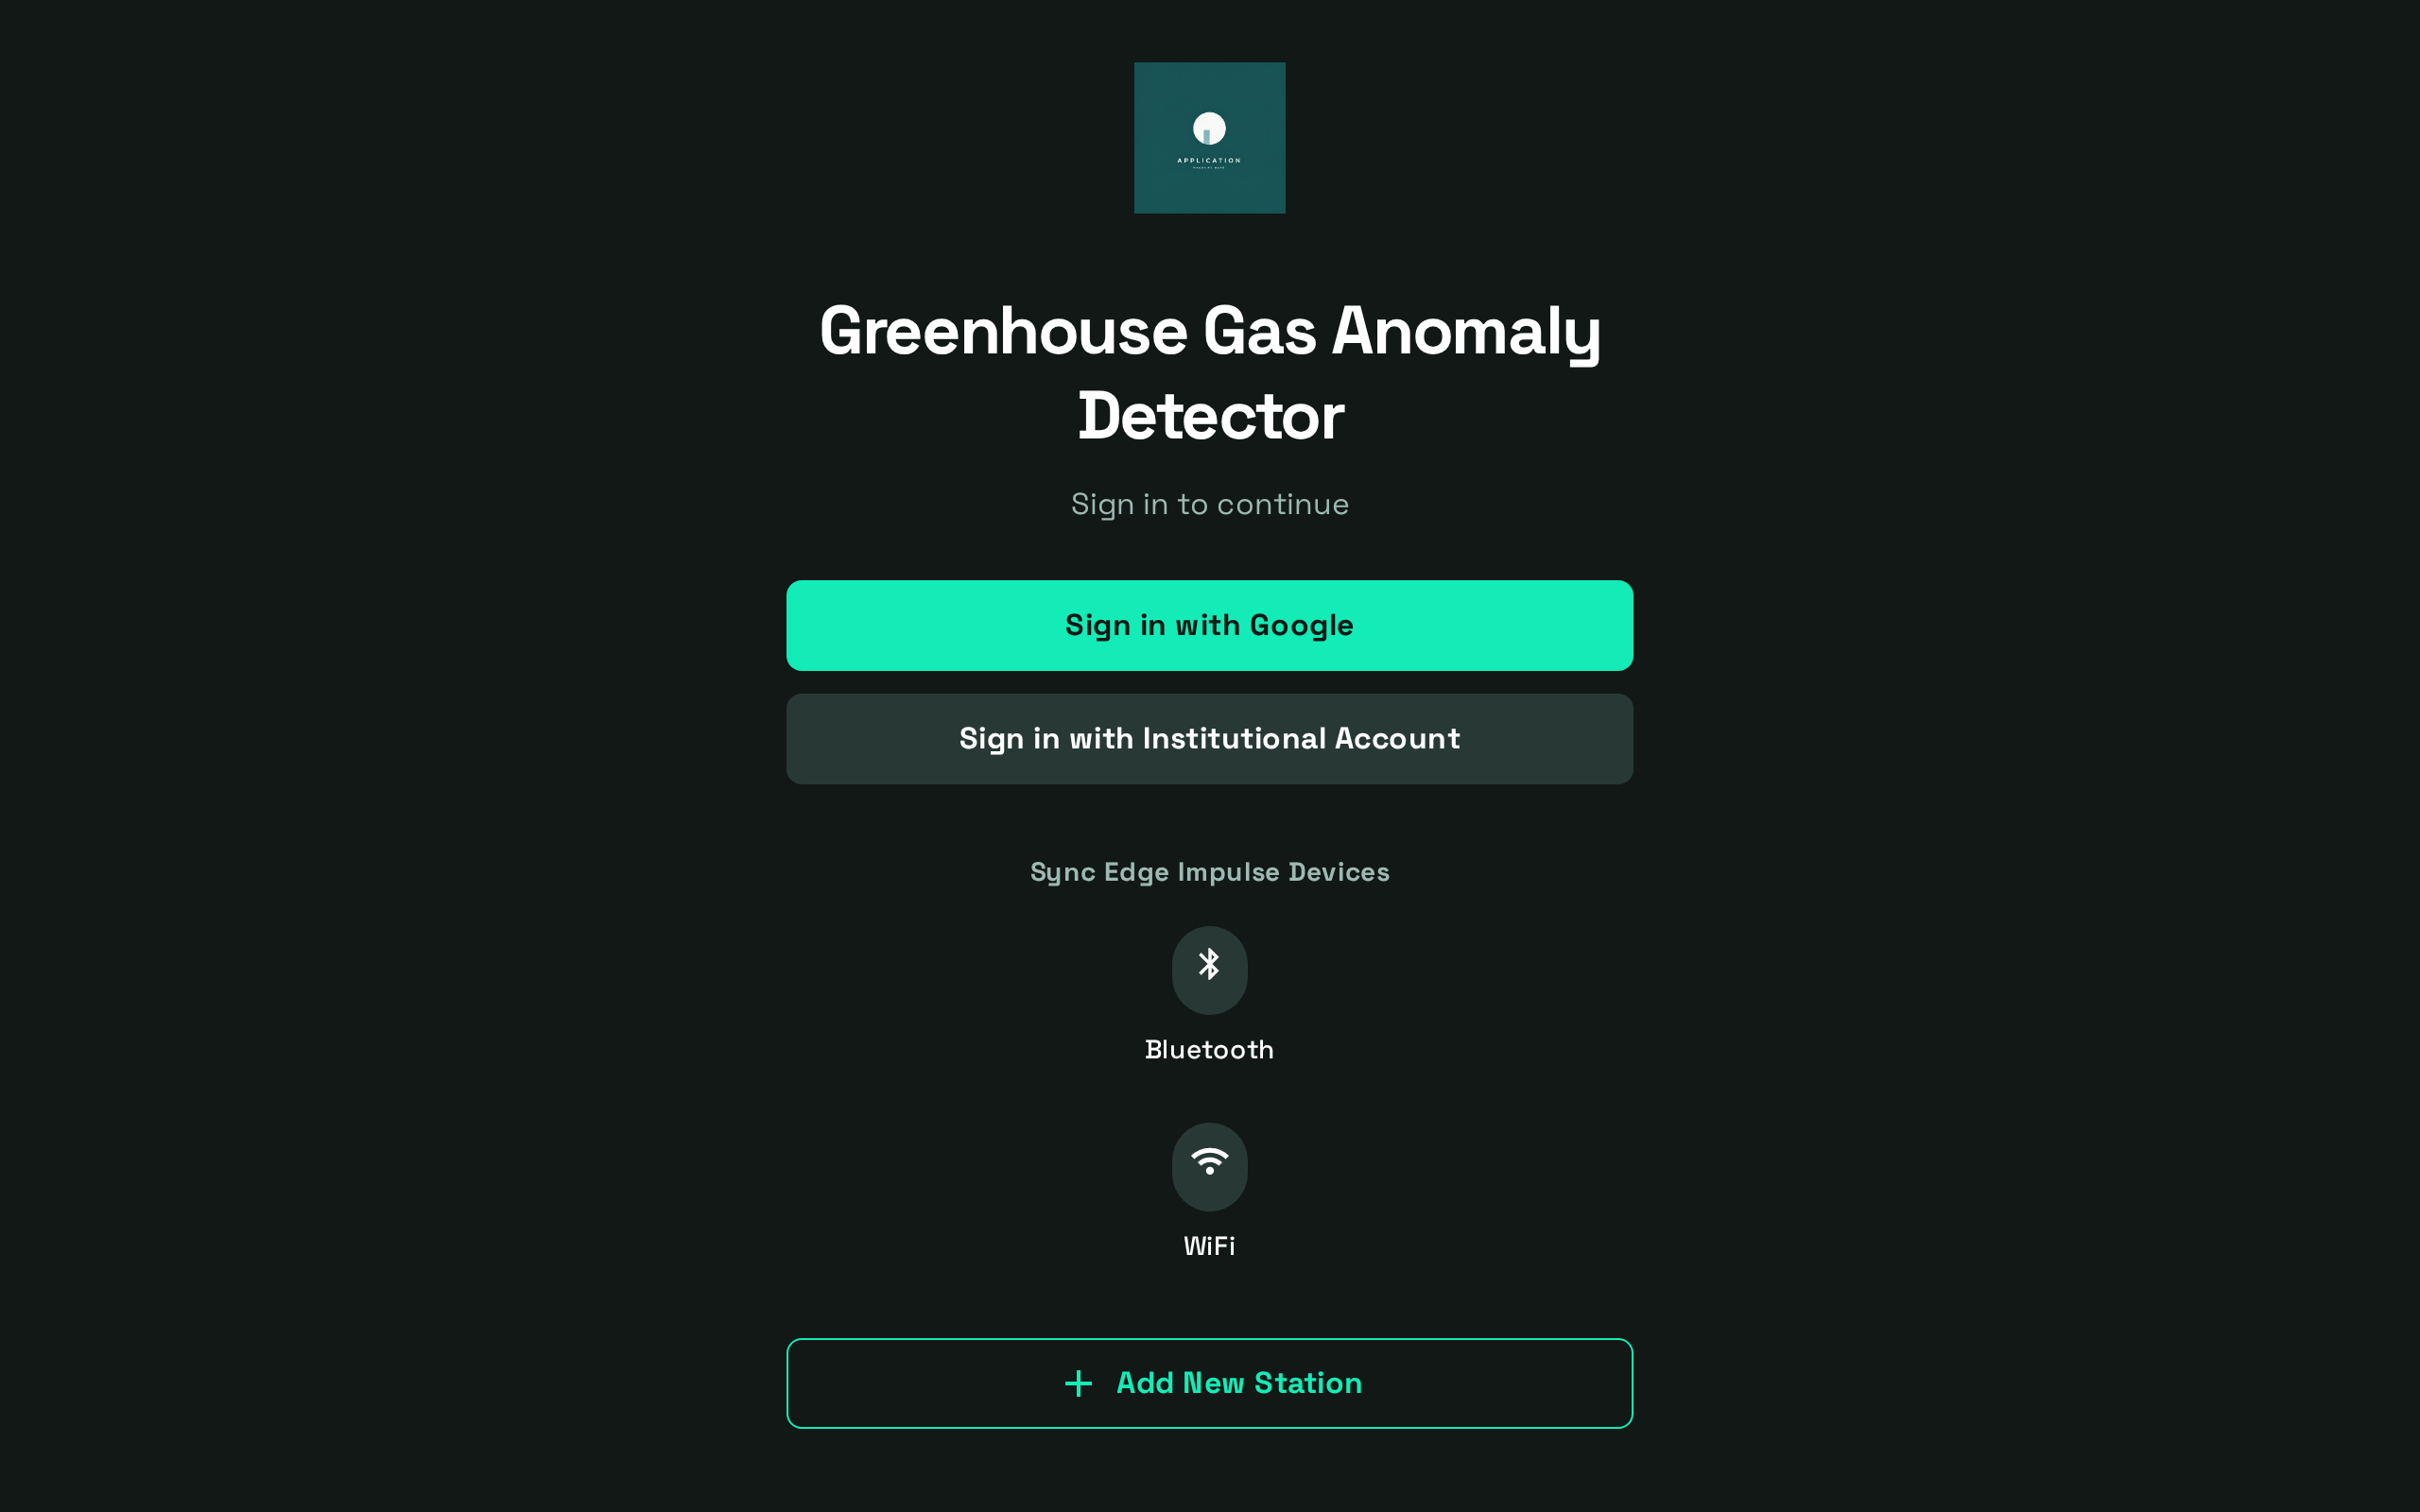 APPLICATION
Greenhouse Gas Anomaly
Detector
Sign in to continue
Sign in with Google
Sign in with Institutional Account
Sync Edge Impulse Devices
Bluetooth
WiFi
Add New Station